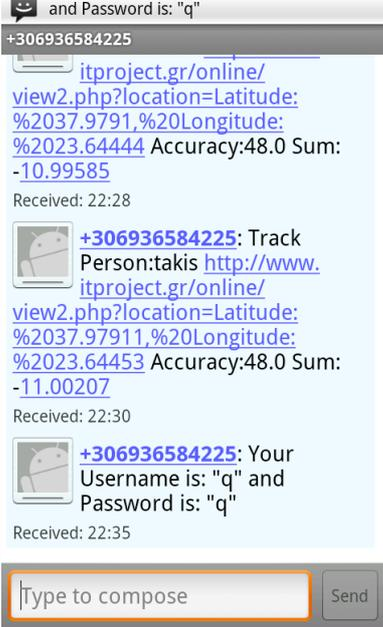 and Password is: "q"
+306936584225
itproject.gr/online/
view2.php?location=Latitude:
%2037.9791,%20Longitude:
%2023.64444 Accuracy:48.0 Sum:
-10.99585
Received: 22:28
+306936584225: Track
Person:takis http://www.
itproject.gr/online/
view2.php?location=Latitude:
%2037.97911,%20Longitude:
%2023.64453 Accuracy:48.0 Sum:
-11.00207
Received: 22:30
+306936584225: Your
Username is: "q" and
Password is: "q"
Received: 22:35
Type to compose
Send